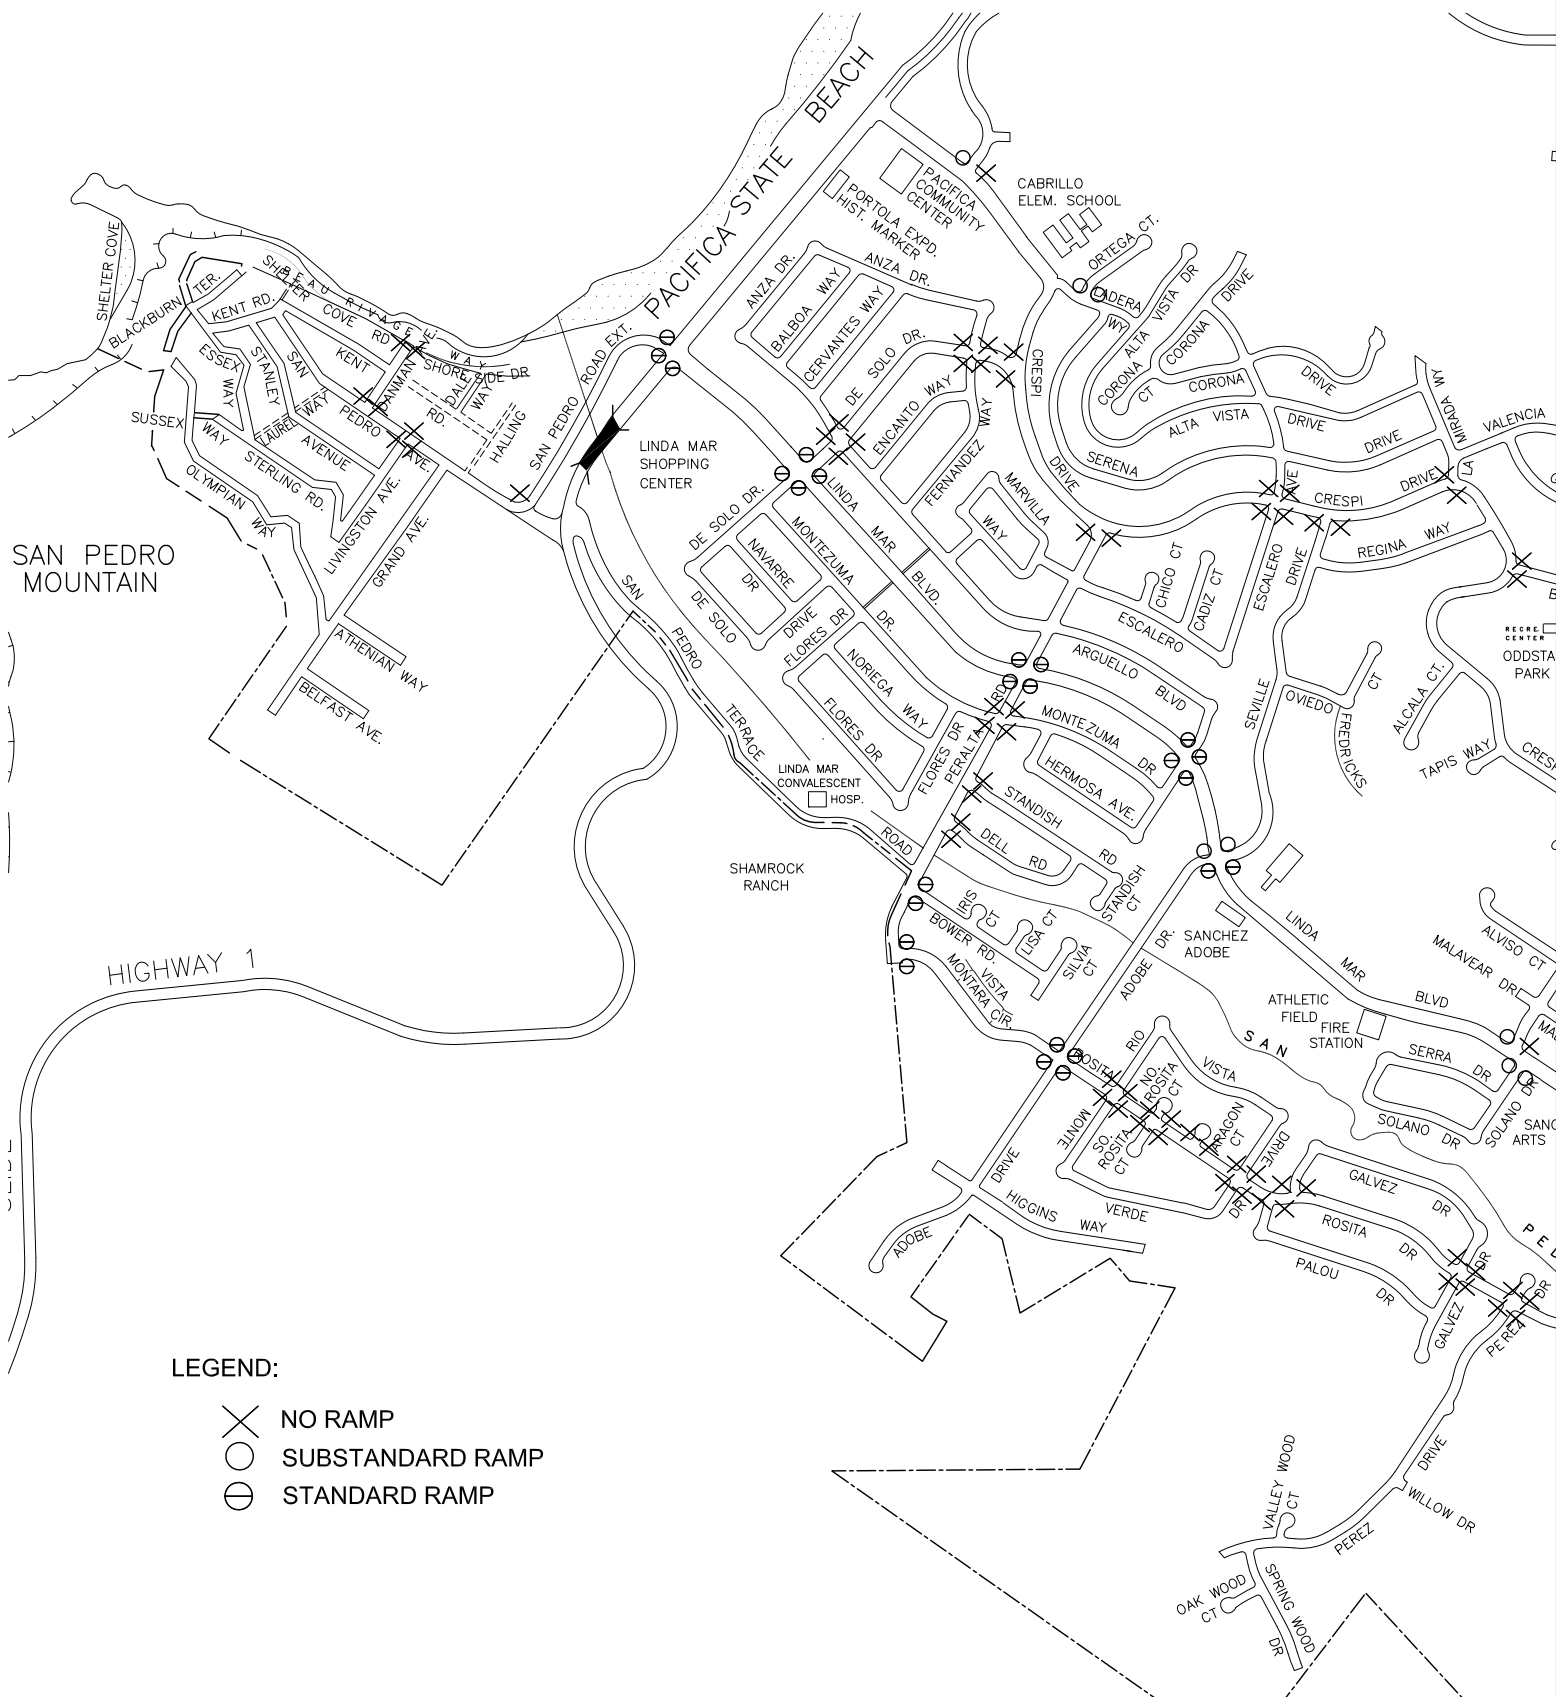 PACIFICA STATE BEACH
PACIFICA
COMMUNITY
CENTER
PORTOLA EXPD.
HIST. MARKER
CABRILLO
ELEM. SCHOOL
ORTEGA CT.
LADERA
WY
ALTA VISTA DR
CORONA
DRIVE
CORONA
CT
CORONA
DRIVE
ALTA VISTA
DRIVE
DRIVE
SERENA
CRESPI
DRIVE
CRESPI
DRIVE
AVE
LA
MIRADA WY
VALENCIA
REGINA WAY
ANZA DR.
ANZA DR.
BALBOA WAY
CERVANTES WAY
DE SOLO DR.
ENCANTO WAY
FERNANDEZ
WAY
MARVILLA
WAY
SHELTER COVE
BLACKBURN TER.
KENT RD.
SHELTER COVE RD
BEAU RIVAGE
WAY
SHORE SIDE DR
KENT
RD.
DANMANN
DALE
WAY
HALLING
ESSEX
WAY
STANLEY
SAN
PEDRO
AVE.
LAUREL
WAY
AVENUE
SUSSEX
WAY
STERLING RD.
OLYMPIAN WAY
LIVINGSTON AVE.
GRAND AVE.
ATHENIAN WAY
BELFAST AVE.
SAN PEDRO
MOUNTAIN
SAN PEDRO ROAD EXT.
LINDA MAR
SHOPPING
CENTER
DE SOLO DR.
LINDA MAR
BLVD.
MONTEZUMA
DR.
NAVARRE
DR
DE SOLO
DRIVE
FLORES DR
NORIEGA WAY
FLORES DR
FLORES DR
PERALTA
RD
SAN
PEDRO
TERRACE
ROAD
LINDA MAR
CONVALESCENT
HOSP.
SHAMROCK
RANCH
CHICO CT
CADIZ CT
ESCALERO
ESCALERO
DRIVE
ARGUELLO BLVD
MONTEZUMA
DR
HERMOSA AVE.
STANDISH
RD
DELL RD
STANDISH
CT
SEVILLE
OVIEDO
CT
FREDRICKS
ALCALA CT.
TAPIS WAY
RECRE.
CENTER
IRIS
CT
LISA CT
SILVIA
CT
BOWER RD.
VISTA
MONTARA CIR.
ADOBE DR.
SANCHEZ
ADOBE
LINDA
MAR
BLVD
ALVISO CT
MALAVEAR DR
ATHLETIC
FIELD
FIRE
STATION
SERRA
DR
SOLANO DR
SOLANO DR
ARTS
SAN
HIGHWAY 1
ROSITA
RIO
VISTA
NO.
ROSITA
CT
SO.
ROSITA
CT
ARAGON
CT
DRIVE
MONTE
VERDE
DR
DRIVE
ADOBE
HIGGINS WAY
GALVEZ
DR
ROSITA
DR
PALOU
DR
DR
GALVEZ
DR
PEREZ
DRIVE
WILLOW DR
PEREZ
VALLEY WOOD
CT
OAK WOOD
CT
SPRING WOOD
DR
LEGEND:
NO RAMP
SUBSTANDARD RAMP
STANDARD RAMP